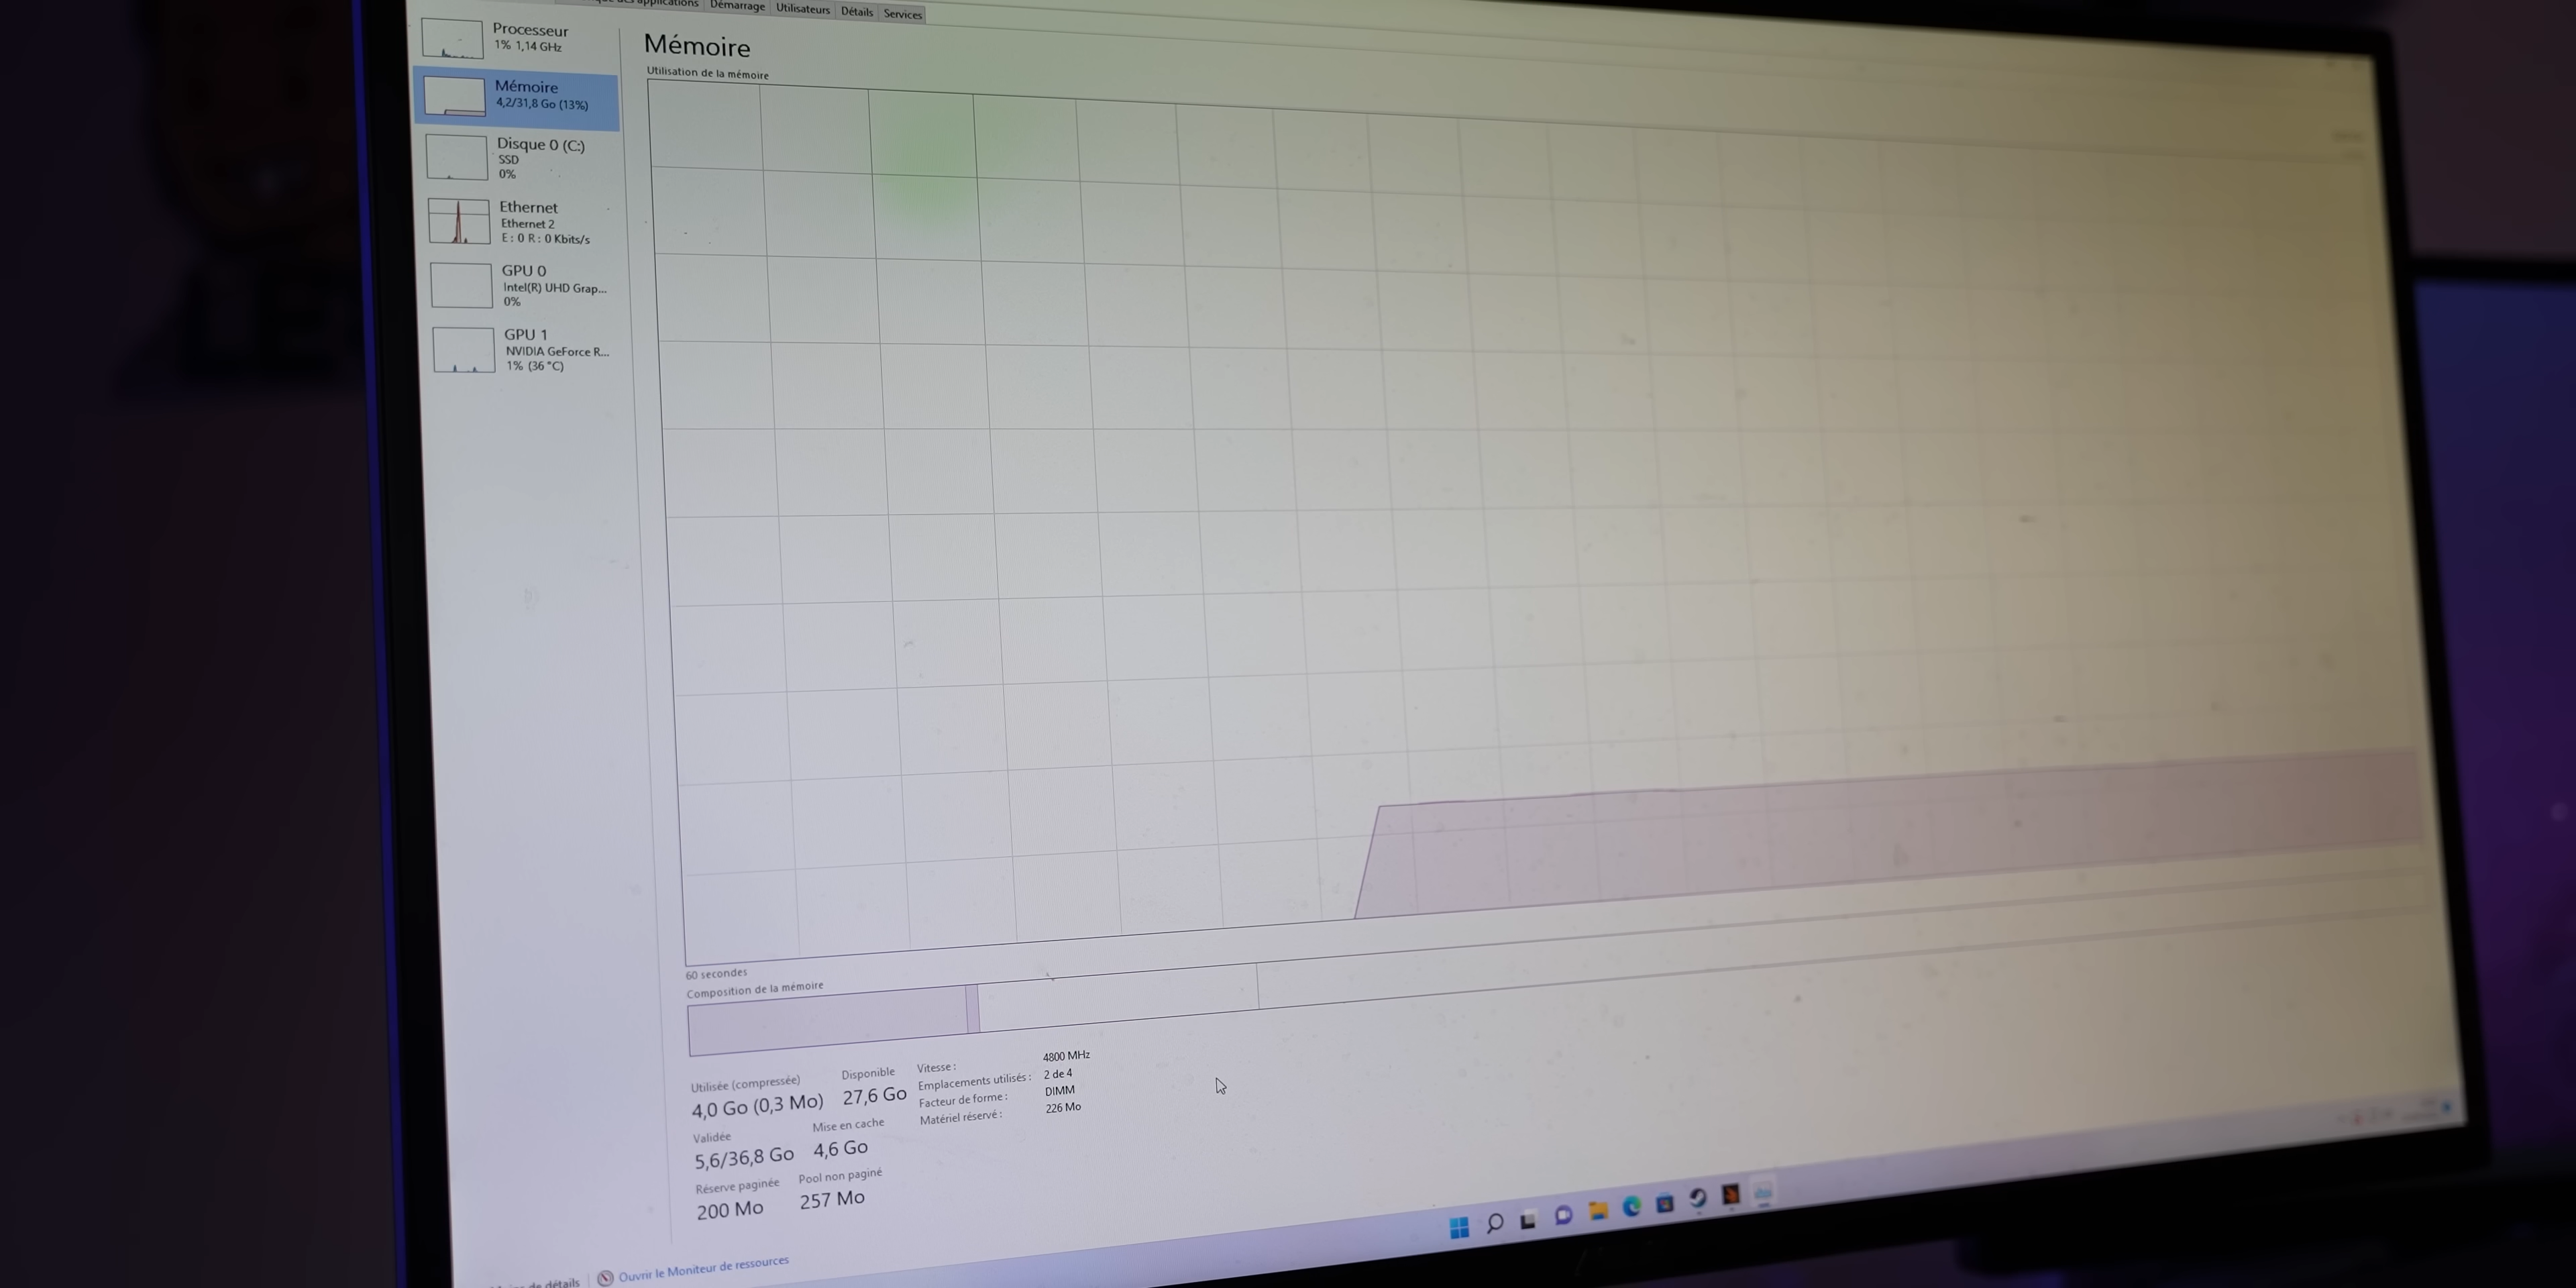 des applications Démarrage Utilisateurs Détails Services
Processeur
1% 1,14 GHz
Mémoire
4,2/31,8 Go (13%)
Disque 0 (C:)
SSD
0%
Ethernet
Ethernet 2
E : 0 R : 0 Kbits/s
GPU 0
Intel(R) UHD Grap...
0%
GPU 1
NVIDIA GeForce R...
1% (36 °C)
Mémoire
Utilisation de la mémoire
60 secondes
Composition de la mémoire
Utilisée (compressée)
4,0 Go (0,3 Mo)
Disponible
27,6 Go
Validée
5,6/36,8 Go
Mise en cache
4,6 Go
Réserve paginée
200 Mo
Pool non paginé
257 Mo
Vitesse : 4800 MHz
Emplacements utilisés : 2 de 4
Facteur de forme : DIMM
Matériel réservé : 226 Mo
de détails
Ouvrir le Moniteur de ressources